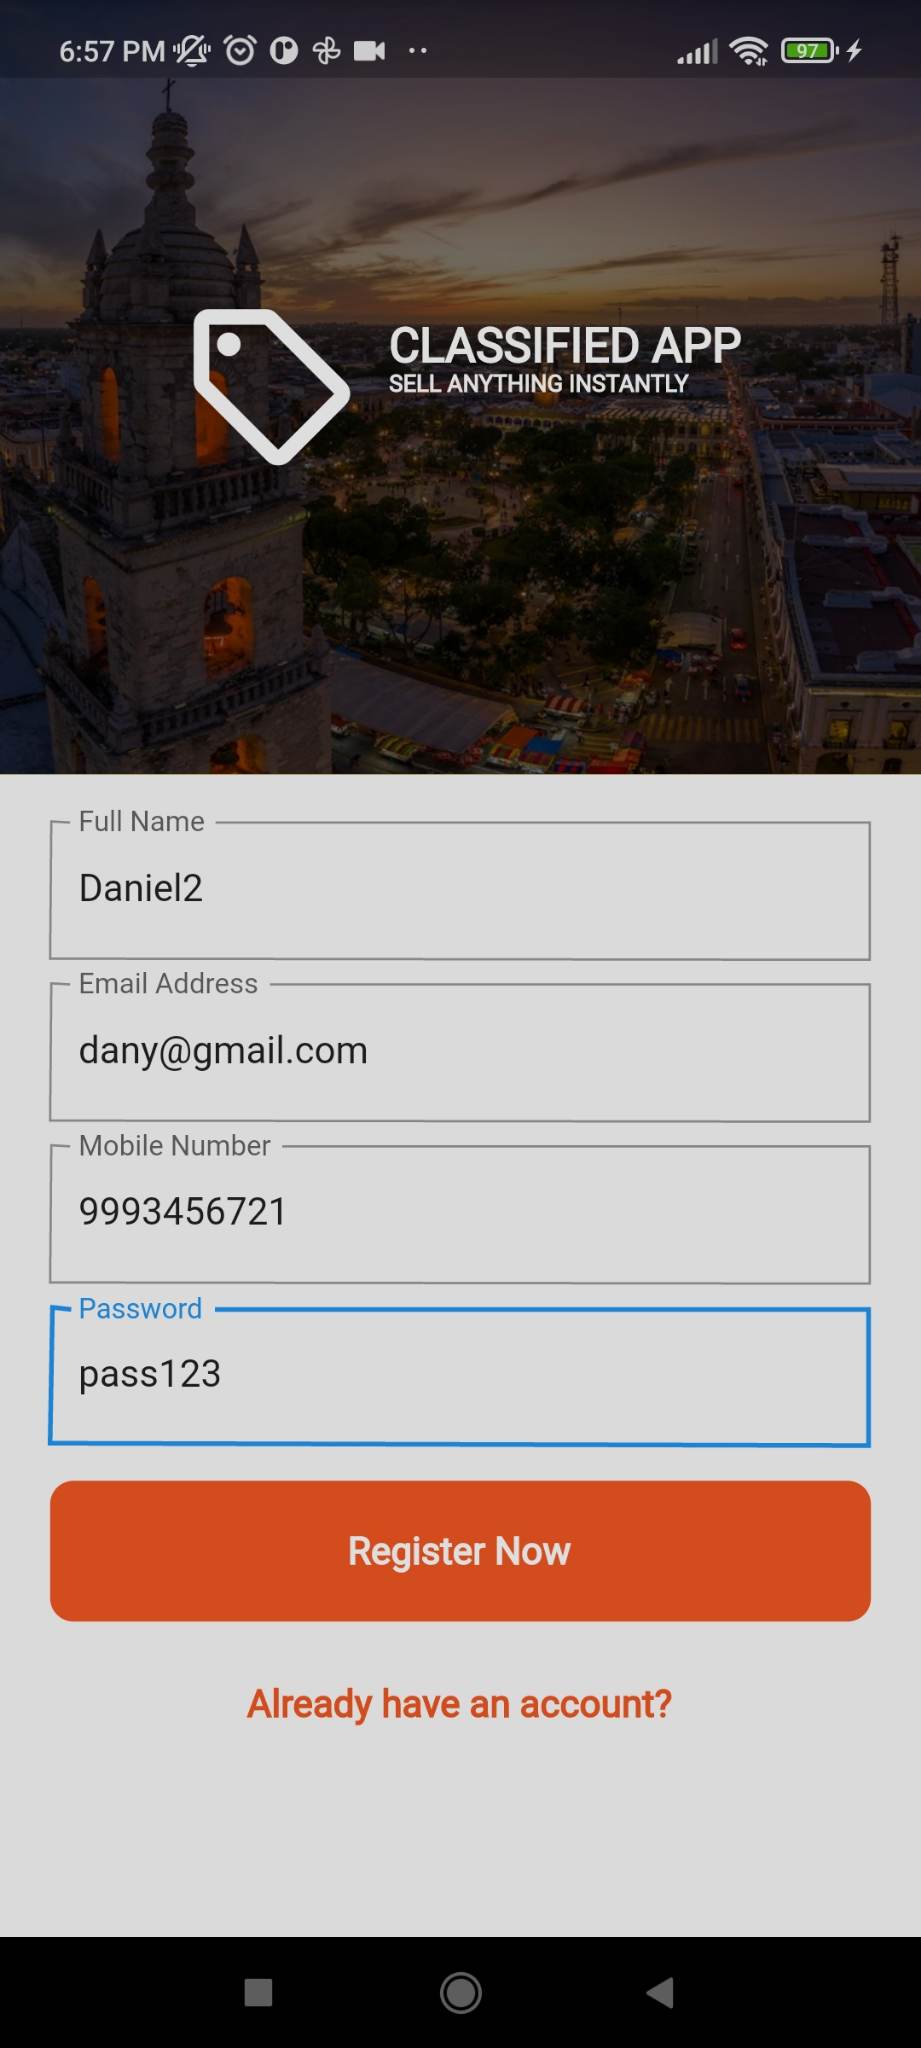 6:57 PM
97
CLASSIFIED APP
SELL ANYTHING INSTANTLY
Full Name
Daniel2
Email Address
dany@gmail.com
Mobile Number
9993456721
Password
pass123
Register Now
Already have an account?